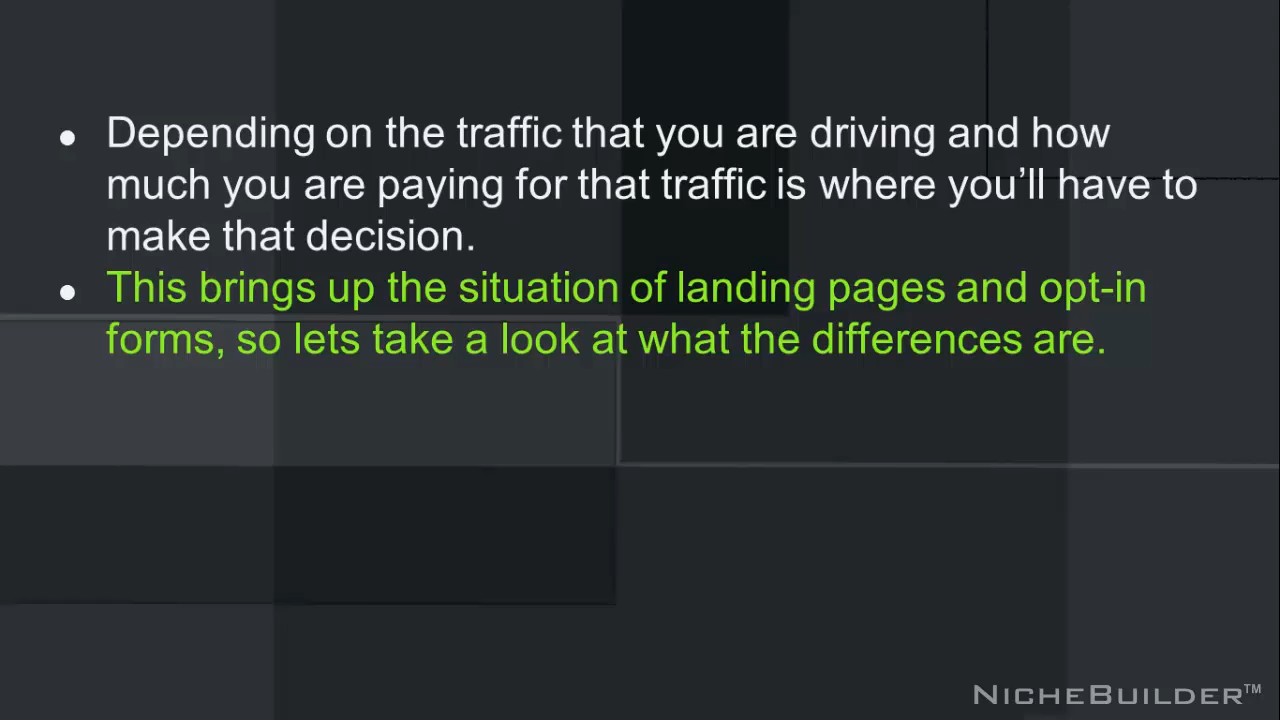 ● Depending on the traffic that you are driving and how
much you are paying for that traffic is where you’ll have to
make that decision.
● This brings up the situation of landing pages and opt-in
forms, so lets take a look at what the differences are.
NICHEBUILDER™